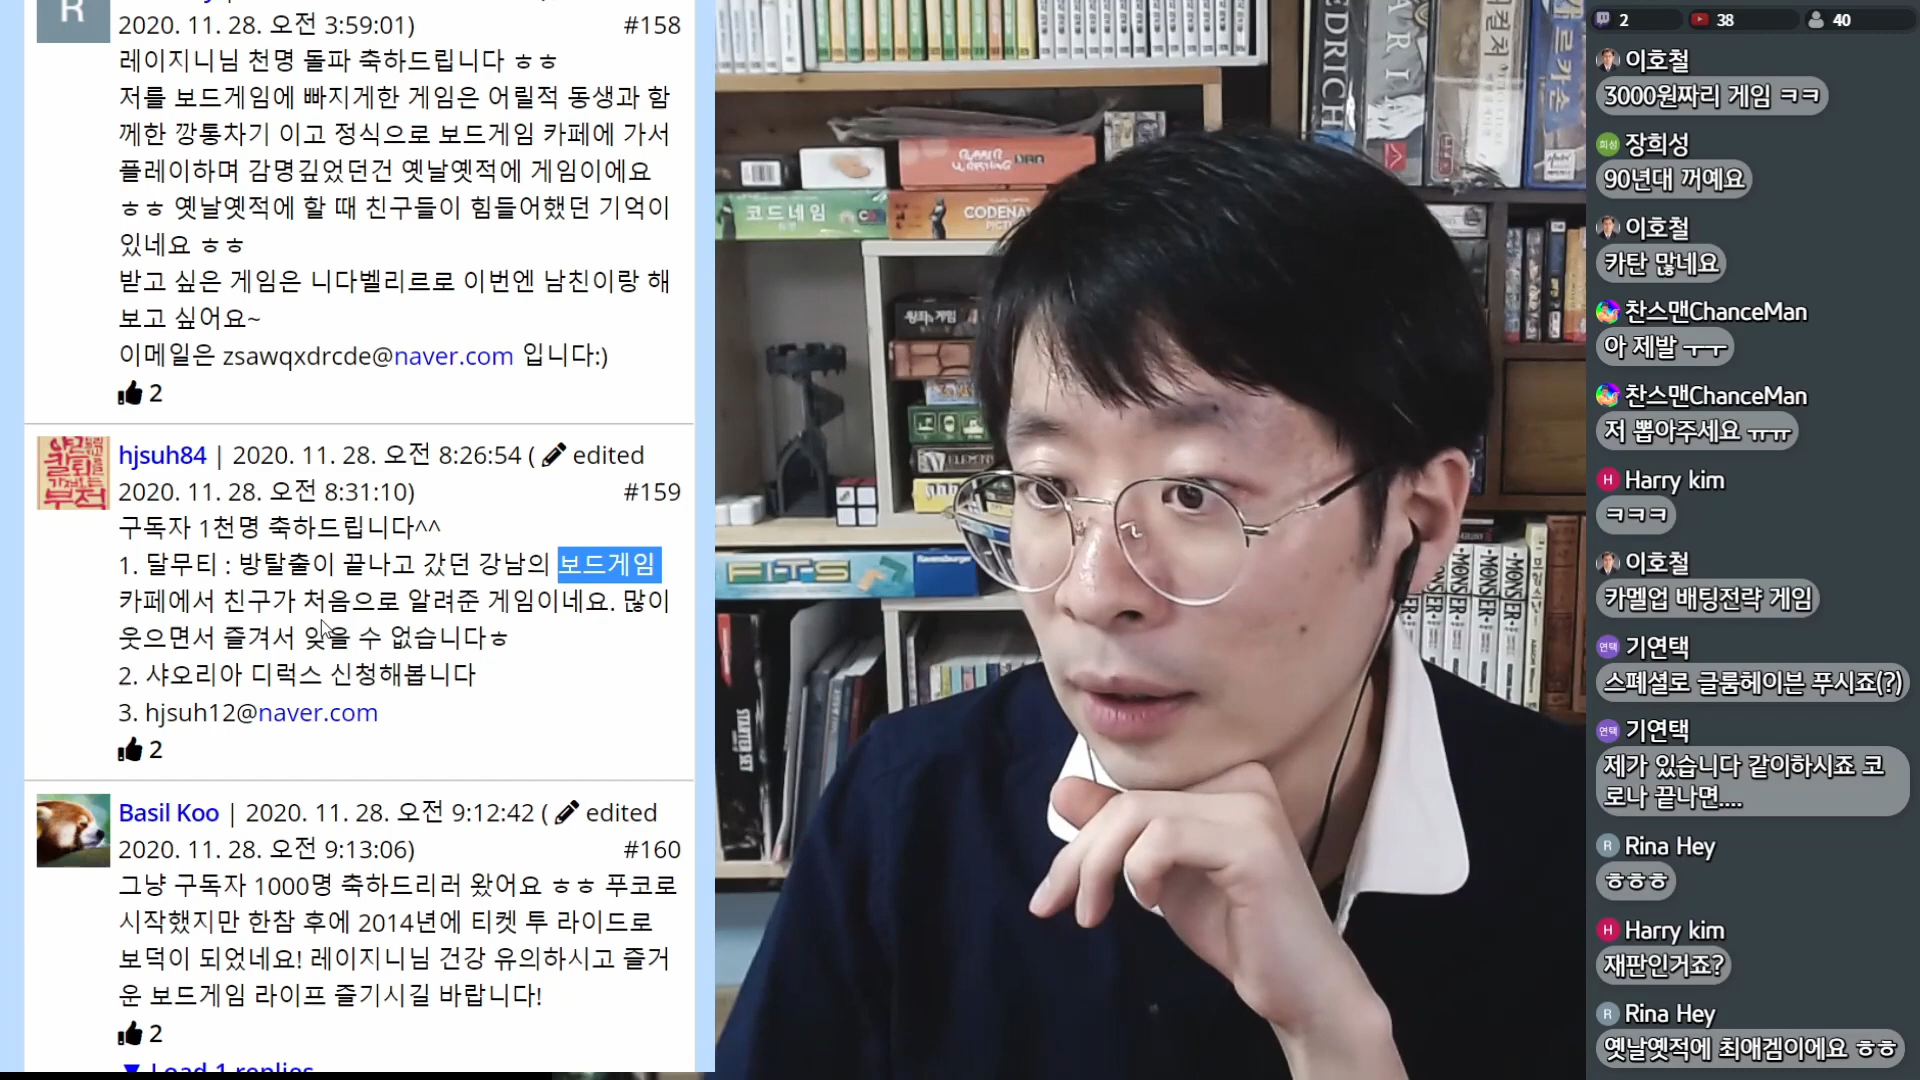 2020. 11. 28. 오전 3:59:01)
#158
레이지니님 천명 돌파 축하드립니다 ㅎㅎ
저를 보드게임에 빠지게한 게임은 어릴적 동생과 함
께한 깡통차기 이고 정식으로 보드게임 카페에 가서
플레이하며 감명깊었던건 옛날옛적에 게임이에요
ㅎㅎ 옛날옛적에 할 때 친구들이 힘들어했던 기억이
있네요 ㅎㅎ
받고 싶은 게임은 니다벨리르로 이번엔 남친이랑 해
보고 싶어요~
이메일은 zsawqxdrcde@naver.com 입니다:)
2
hjsuh84 | 2020. 11. 28. 오전 8:26:54 ( edited
2020. 11. 28. 오전 8:31:10)
#159
구독자 1천명 축하드립니다^^
1. 달무티 : 방탈출이 끝나고 갔던 강남의 보드게임
카페에서 친구가 처음으로 알려준 게임이네요. 많이
웃으면서 즐겨서 잊을 수 없습니다ㅎ
2. 샤오리아 디럭스 신청해봅니다
3. hjsuh12@naver.com
2
Basil Koo | 2020. 11. 28. 오전 9:12:42 ( edited
2020. 11. 28. 오전 9:13:06)
#160
그냥 구독자 1000명 축하드리러 왔어요 ㅎㅎ 푸코로
시작했지만 한참 후에 2014년에 티켓 투 라이드로
보덕이 되었네요! 레이지니님 건강 유의하시고 즐거
운 보드게임 라이프 즐기시길 바랍니다!
2
▼ Load 1 replies
코드네임
CODENA
FITS
Ravensburger
MONSER
MONSER
MONSER
STARTER SET
EDRICH
2
38
40
이호철
3000원짜리 게임 ㅋㅋ
희성 장희성
90년대 꺼예요
이호철
카탄 많네요
찬스맨ChanceMan
아 제발 ㅜㅜ
찬스맨ChanceMan
저 뽑아주세요 ㅠㅠ
H Harry kim
ㅋㅋㅋ
이호철
카멜업 배팅전략 게임
연택 기연택
스페셜로 글룸헤이븐 푸시죠(?)
연택 기연택
제가 있습니다 같이하시죠 코
로나 끝나면....
R Rina Hey
ㅎㅎㅎ
H Harry kim
재판인거죠?
R Rina Hey
옛날옛적에 최애겜이에요 ㅎㅎ